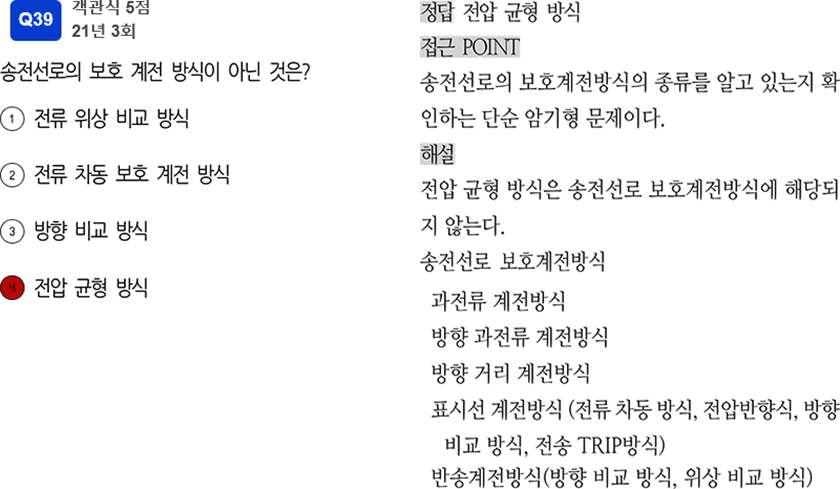 Q39
객관식 5점
21년 3회
송전선로의 보호 계전 방식이 아닌 것은?
1 전류 위상 비교 방식
2 전류 차동 보호 계전 방식
3 방향 비교 방식
4 전압 균형 방식
정답 전압 균형 방식
접근 POINT
송전선로의 보호계전방식의 종류를 알고 있는지 확
인하는 단순 암기형 문제이다.
해설
전압 균형 방식은 송전선로 보호계전방식에 해당되
지 않는다.
송전선로 보호계전방식
과전류 계전방식
방향 과전류 계전방식
방향 거리 계전방식
표시선 계전방식 (전류 차동 방식, 전압반향식, 방향
비교 방식, 전송 TRIP방식)
반송계전방식(방향 비교 방식, 위상 비교 방식)